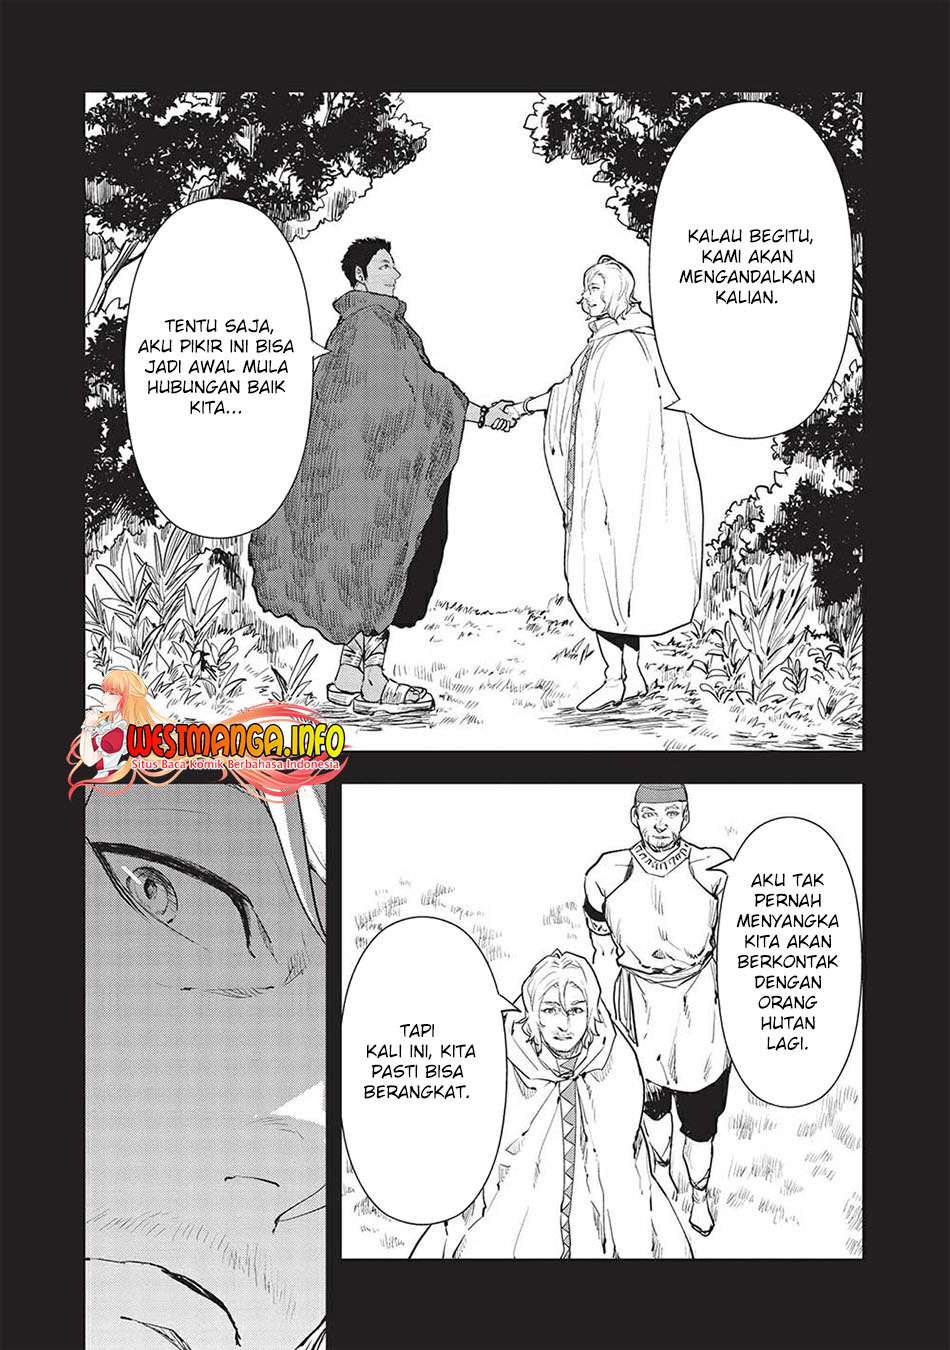 KALAU BEGITU,
KAMI AKAN
MENGANDALKAN
KALIAN.
TENTU SAJA,
AKU PIKIR INI BISA
JADI AWAL MULA
HUBUNGAN BAIK
KITA...
WESTMANGA.INFO
Situs Baca Komik Berbahasa Indonesia
AKU TAK
PERNAH
MENYANGKA
KITA AKAN
BERKONTAK
DENGAN
ORANG
HUTAN
LAGI.
TAPI
KALI INI, KITA
PASTI BISA
BERANGKAT.